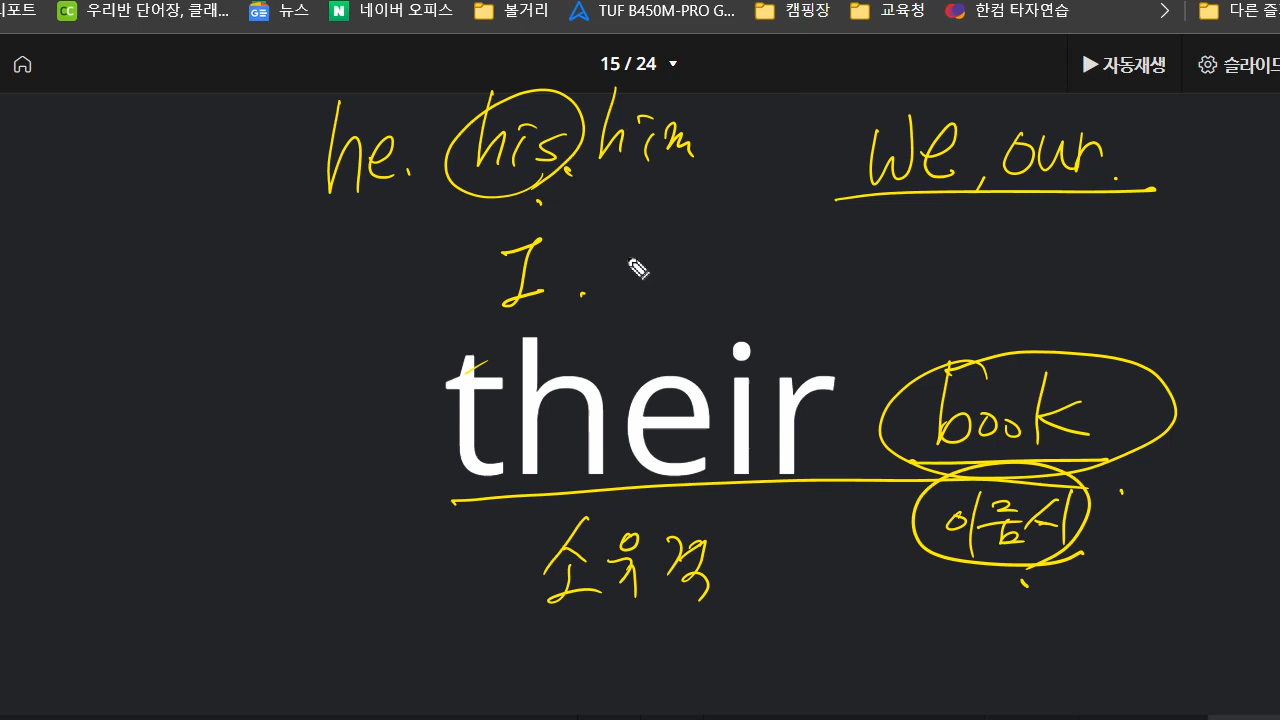 리포트 우리반 단어장, 클래... 뉴스 네이버 오피스 볼거리 TUF B450M-PRO G... 캠핑장 교육청 한컴 타자연습 다른 즐
15 / 24 자동재생 슬라이드
he. his. him we, our.
I .
their book
소유격 이름씨